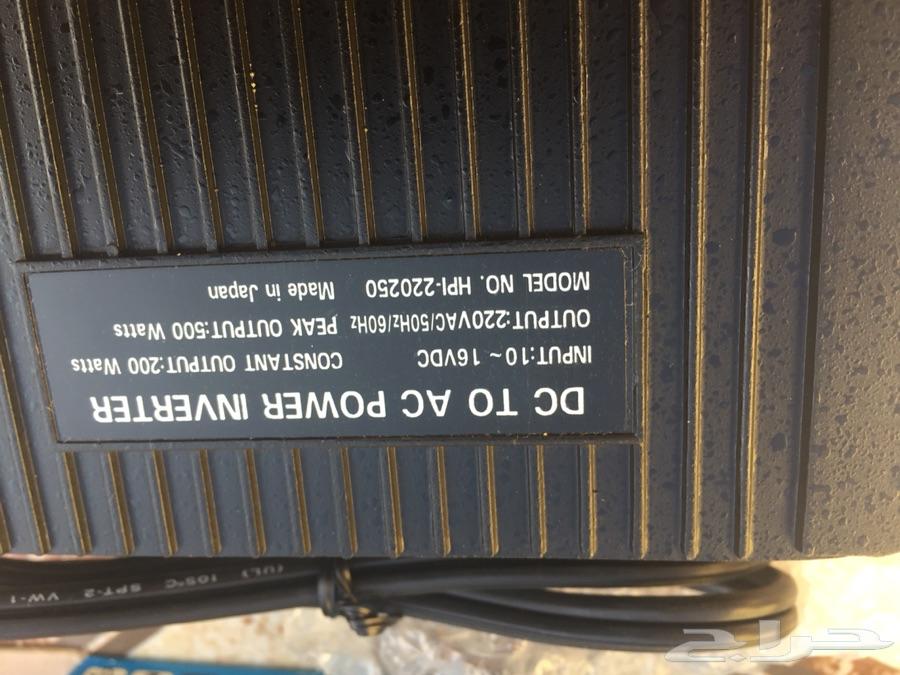 DC TO AC POWER INVERTER
INPUT:10 ~ 16VDC CONSTANT OUTPUT:200 Watts
OUTPUT:220VAC/50Hz/60Hz PEAK OUTPUT:500 Watts
MODEL NO. HPI-220250 Made in Japan
(UL) 105°C SPT-2 VW-1
حراج